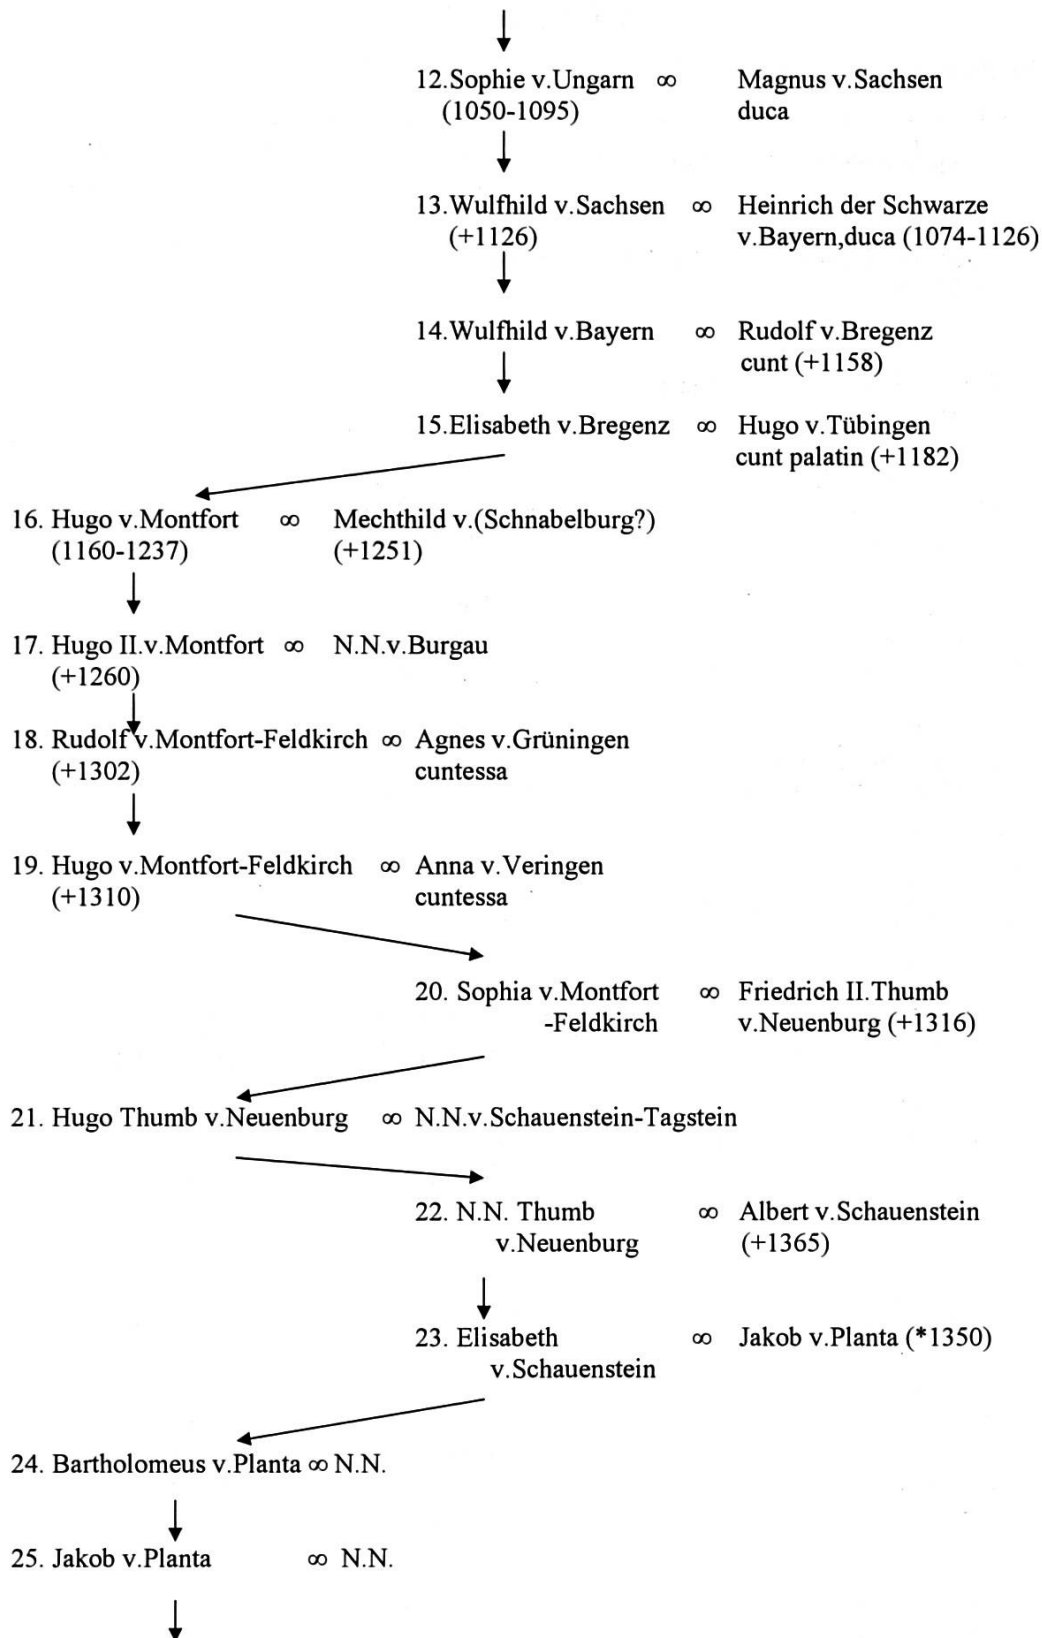 12.Sophie v.Ungarn ∞ Magnus v.Sachsen
(1050-1095) duca
13.Wulfhild v.Sachsen ∞ Heinrich der Schwarze
(+1126) v.Bayern,duca (1074-1126)
14.Wulfhild v.Bayern ∞ Rudolf v.Bregenz
cunt (+1158)
15.Elisabeth v.Bregenz ∞ Hugo v.Tübingen
cunt palatin (+1182)
16. Hugo v.Montfort ∞ Mechthild v.(Schnabelburg?)
(1160-1237) (+1251)
17. Hugo II.v.Montfort ∞ N.N.v.Burgau
(+1260)
18. Rudolf v.Montfort-Feldkirch ∞ Agnes v.Grüningen
(+1302) cuntessa
19. Hugo v.Montfort-Feldkirch ∞ Anna v.Veringen
(+1310) cuntessa
20. Sophia v.Montfort ∞ Friedrich II.Thumb
-Feldkirch v.Neuenburg (+1316)
21. Hugo Thumb v.Neuenburg ∞ N.N.v.Schauenstein-Tagstein
22. N.N. Thumb ∞ Albert v.Schauenstein
v.Neuenburg (+1365)
23. Elisabeth ∞ Jakob v.Planta (*1350)
v.Schauenstein
24. Bartholomeus v.Planta ∞ N.N.
25. Jakob v.Planta ∞ N.N.